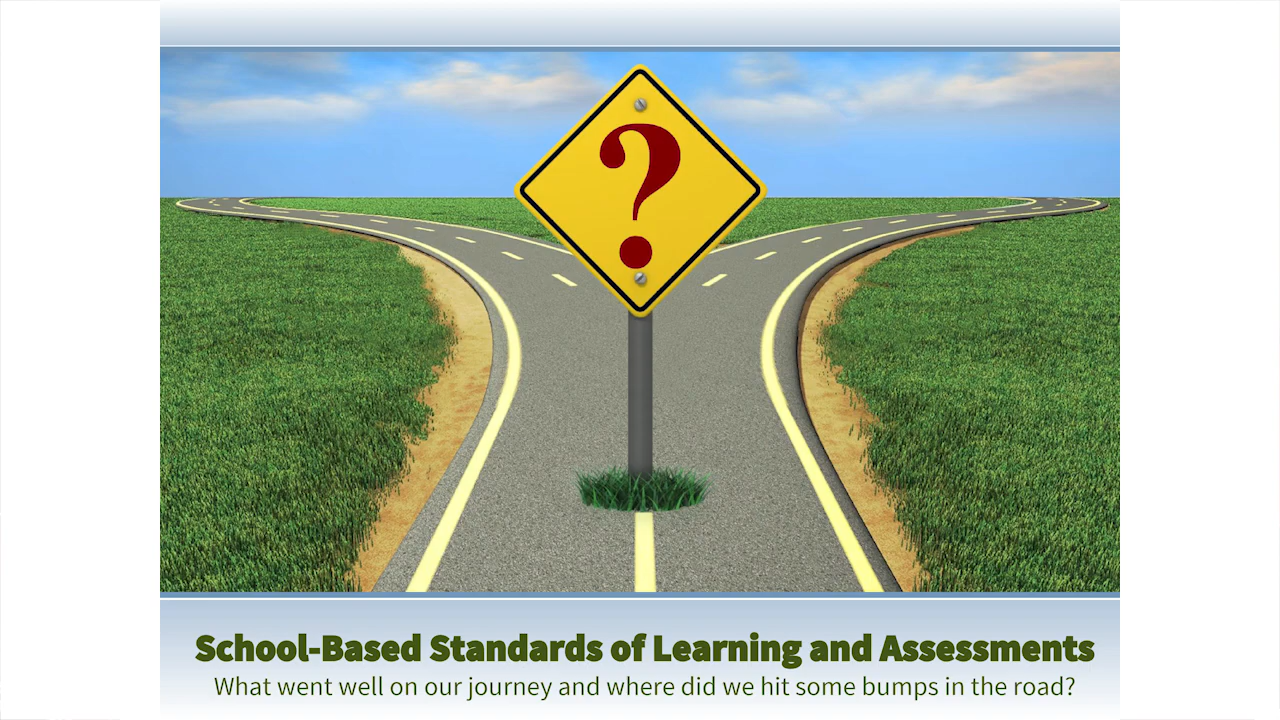 ?
School-Based Standards of Learning and Assessments
What went well on our journey and where did we hit some bumps in the road?